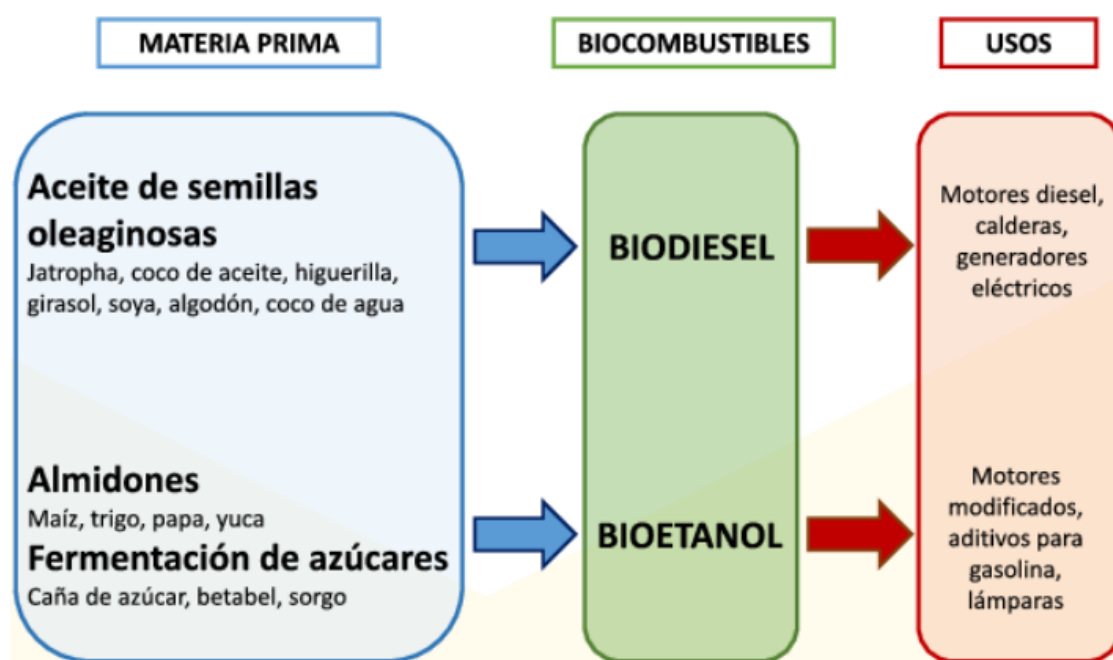 MATERIA PRIMA
BIOCOMBUSTIBLES
USOS
Aceite de semillas
oleaginosas
Jatropha, coco de aceite, higuerilla,
girasol, soya, algodón, coco de agua
BIODIESEL
Motores diesel,
calderas,
generadores
eléctricos
Almidones
Maíz, trigo, papa, yuca
Fermentación de azúcares
Caña de azúcar, betabel, sorgo
BIOETANOL
Motores
modificados,
aditivos para
gasolina,
lámparas